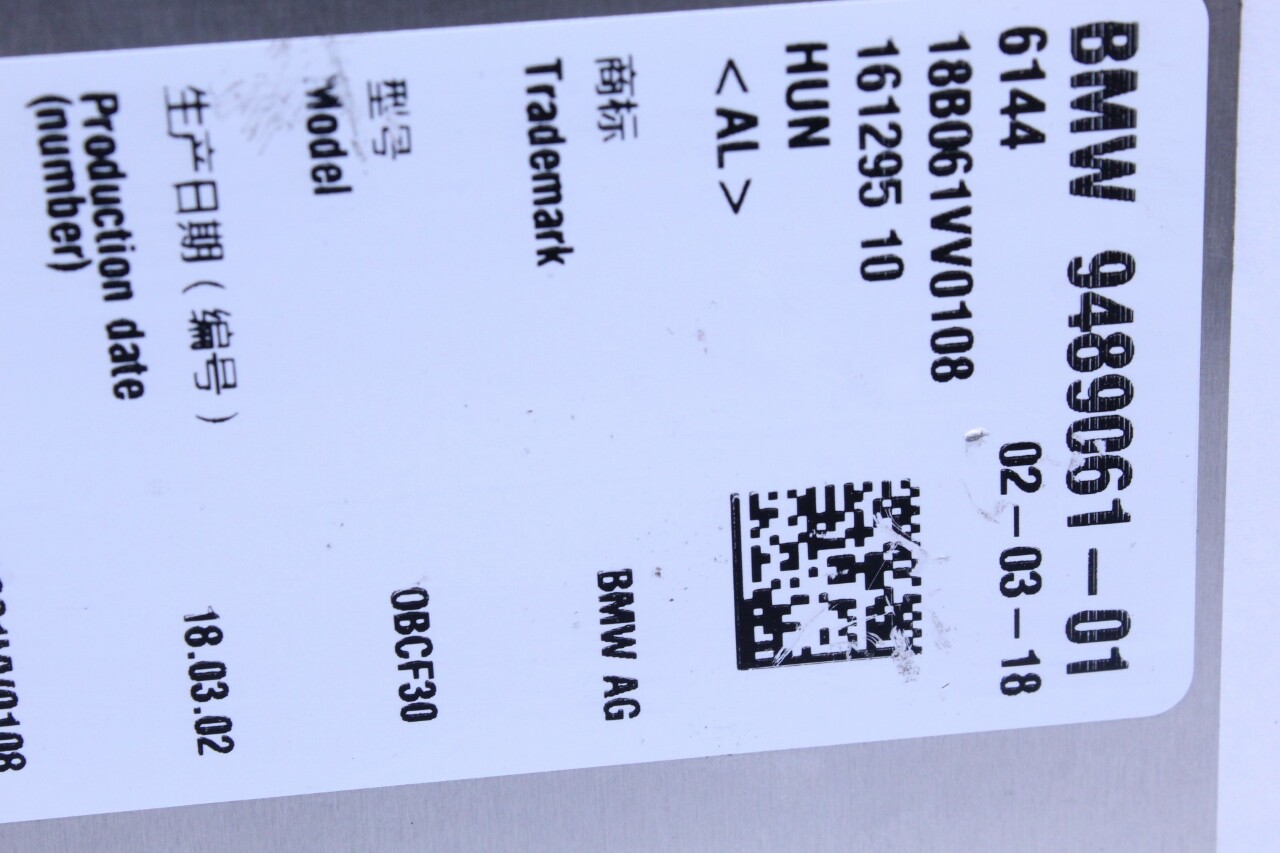 BMW 9489061-01
6144 02-03-18
18B061VV0108
161295 10
HUN
<AL>
商标
Trademark BMW AG
型号
Model OBCF30
生产日期(编号) 18.03.02
Production date
(number)